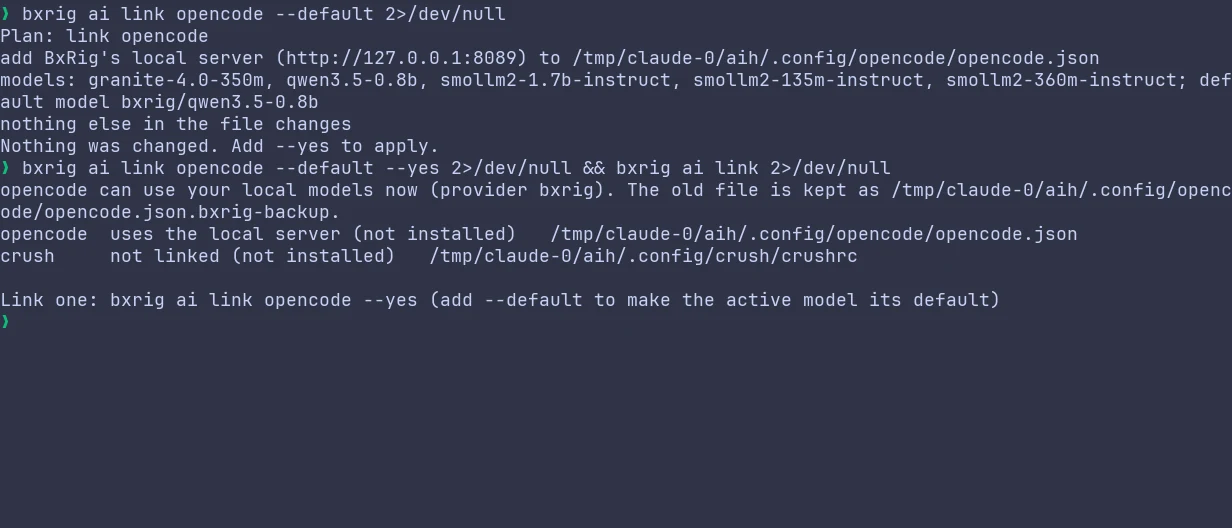 ❯ bxrig ai link opencode --default 2>/dev/null
Plan: link opencode
add BxRig's local server (http://127.0.0.1:8089) to /tmp/claude-0/aih/.config/opencode/opencode.json
models: granite-4.0-350m, qwen3.5-0.8b, smollm2-1.7b-instruct, smollm2-135m-instruct, smollm2-360m-instruct; def
ault model bxrig/qwen3.5-0.8b
nothing else in the file changes
Nothing was changed. Add --yes to apply.
❯ bxrig ai link opencode --default --yes 2>/dev/null && bxrig ai link 2>/dev/null
opencode can use your local models now (provider bxrig). The old file is kept as /tmp/claude-0/aih/.config/openc
ode/opencode.json.bxrig-backup.
opencode  uses the local server (not installed)   /tmp/claude-0/aih/.config/opencode/opencode.json
crush     not linked (not installed)   /tmp/claude-0/aih/.config/crush/crushrc

Link one: bxrig ai link opencode --yes (add --default to make the active model its default)
❯